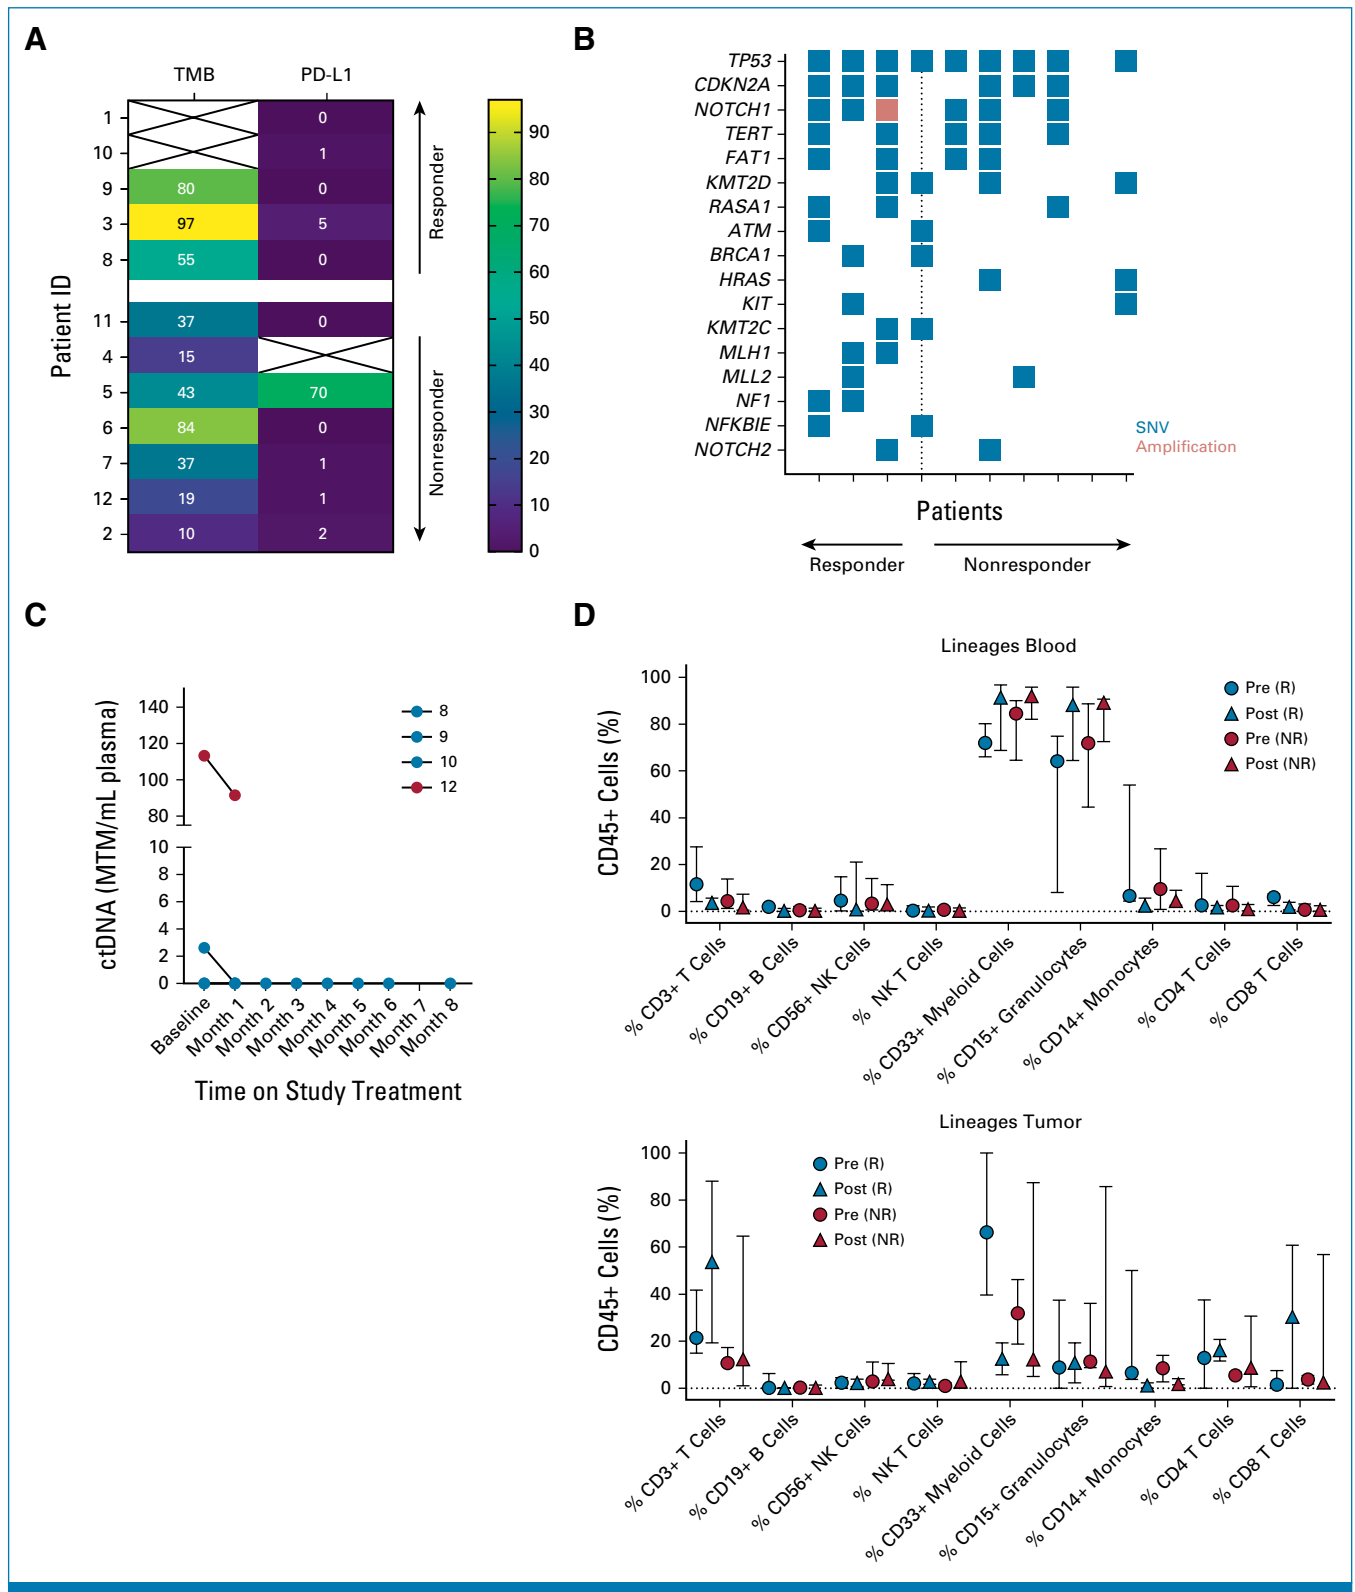 A
TMB PD-L1
1 0
10 1
9 80 0
3 97 5
8 55 0
11 37 0
4 15
5 43 70
6 84 0
7 37 1
12 19 1
2 10 2
Patient ID
Responder
Nonresponder
90
80
70
60
50
40
30
20
10
0
B
TP53
CDKN2A
NOTCH1
TERT
FAT1
KMT2D
RASA1
ATM
BRCA1
HRAS
KIT
KMT2C
MLH1
MLL2
NF1
NFKBIE
NOTCH2
SNV
Amplification
Patients
Responder Nonresponder
C
ctDNA (MTM/mL plasma)
140
120
100
80
10
8
6
4
2
0
8
9
10
12
Baseline
Month 1
Month 2
Month 3
Month 4
Month 5
Month 6
Month 7
Month 8
Time on Study Treatment
D
Lineages Blood
CD45+ Cells (%)
100
80
60
40
20
0
Pre (R)
Post (R)
Pre (NR)
Post (NR)
% CD3+ T Cells
% CD19+ B Cells
% CD56+ NK Cells
% NK T Cells
% CD33+ Myeloid Cells
% CD15+ Granulocytes
% CD14+ Monocytes
% CD4 T Cells
% CD8 T Cells
Lineages Tumor
CD45+ Cells (%)
100
80
60
40
20
0
Pre (R)
Post (R)
Pre (NR)
Post (NR)
% CD3+ T Cells
% CD19+ B Cells
% CD56+ NK Cells
% NK T Cells
% CD33+ Myeloid Cells
% CD15+ Granulocytes
% CD14+ Monocytes
% CD4 T Cells
% CD8 T Cells